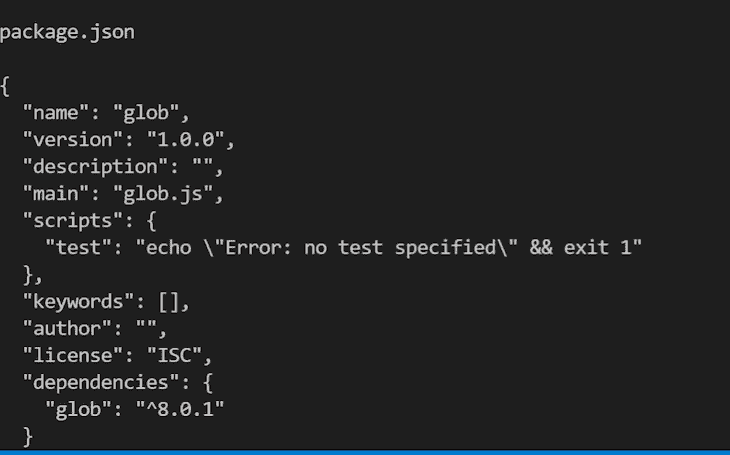 package.json
{
"name": "glob",
"version": "1.0.0",
"description": "",
"main": "glob.js",
"scripts": {
"test": "echo \"Error: no test specified\" && exit 1"
},
"keywords": [],
"author": "",
"license": "ISC",
"dependencies": {
"glob": "^8.0.1"
}